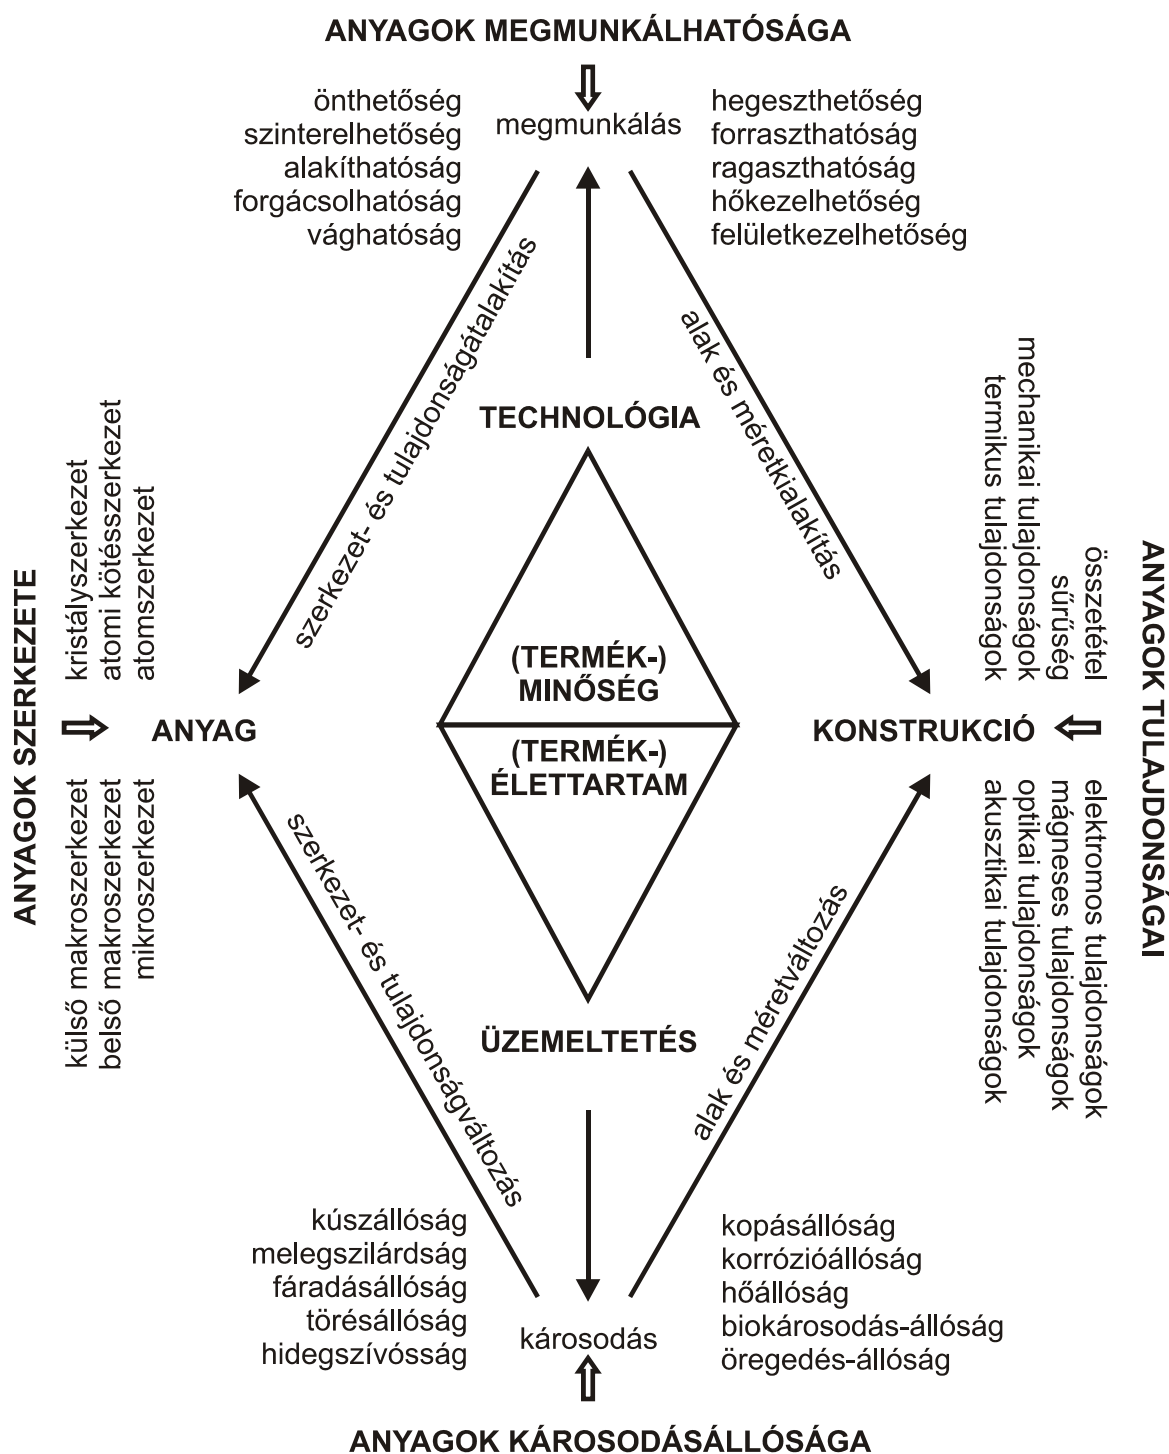 ANYAGOK MEGMUNKÁLHATÓSÁGA
önthetőség
szinterelhetőség
alakíthatóság
forgácsolhatóság
vághatóság
megmunkálás
hegeszthetőség
forraszthatóság
ragaszthatóság
hőkezelhetőség
felületkezelhetőség
szerkezet- és tulajdonságátalakítás
alak és méretkialakítás
TECHNOLÓGIA
ANYAGOK SZERKEZETE
kristályszerkezet
atomi kötésszerkezet
atomszerkezet
ANYAG
külső makroszerkezet
belső makroszerkezet
mikroszerkezet
(TERMÉK-)
MINŐSÉG
(TERMÉK-)
ÉLETTARTAM
KONSTRUKCIÓ
összetétel
sűrűség
mechanikai tulajdonságok
termikus tulajdonságok
elektromos tulajdonságok
mágneses tulajdonságok
optikai tulajdonságok
akusztikai tulajdonságok
ANYAGOK TULAJDONSÁGAI
szerkezet- és tulajdonságváltozás
alak és méretváltozás
ÜZEMELTETÉS
kúszállóság
melegszilárdság
fáradásállóság
törésállóság
hidegszívósság
károsodás
kopásállóság
korrózióállóság
hőállóság
biokárosodás-állóság
öregedés-állóság
ANYAGOK KÁROSODÁSÁLLÓSÁGA